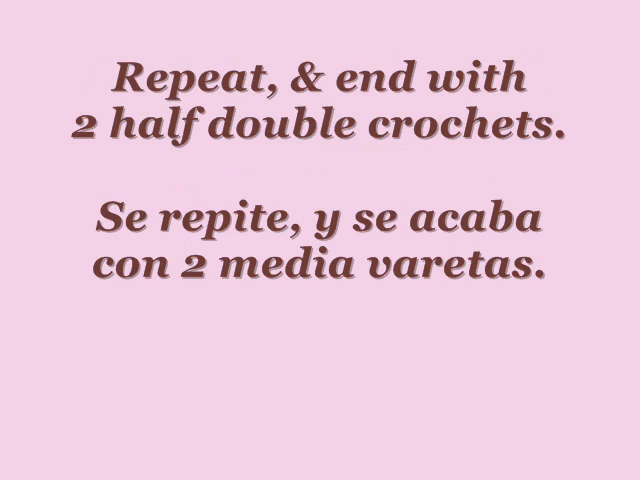 Repeat, & end with
2 half double crochets.
Se repite, y se acaba
con 2 media varetas.